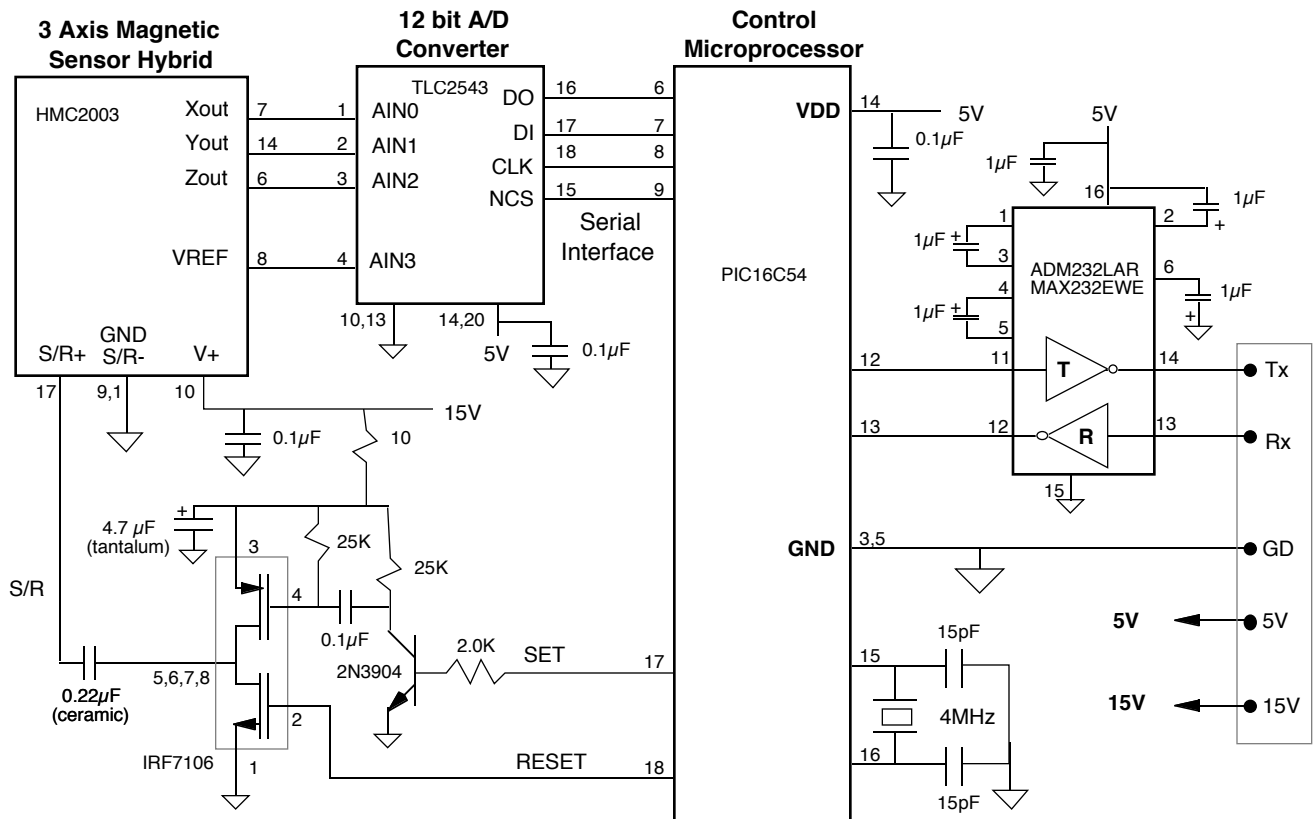 3 Axis Magnetic
Sensor Hybrid
12 bit A/D
Converter
Control
Microprocessor
HMC2003
Xout
7
1
AIN0
Yout
14
2
AIN1
Zout
6
3
AIN2
VREF
8
4
AIN3
TLC2543
DO
16
6
DI
17
7
CLK
18
8
NCS
15
9
Serial
Interface
10,13
14,20
5V
0.1µF
GND
S/R+
S/R-
V+
17
9,1
10
15V
0.1µF
10
4.7 µF
(tantalum)
+
3
25K
25K
4
0.1µF
S/R
0.22µF
(ceramic)
5,6,7,8
2
IRF7106
1
2N3904
2.0K
SET
17
RESET
18
PIC16C54
VDD
14
5V
0.1µF
5V
1µF
16
1µF
+
1
2
1µF
+
3
ADM232LAR
MAX232EWE
6
4
1µF
+
1µF
+
5
12
11
T
14
Tx
13
12
R
13
Rx
15
GND
3,5
GD
5V
5V
15V
15V
15
15pF
4MHz
16
15pF